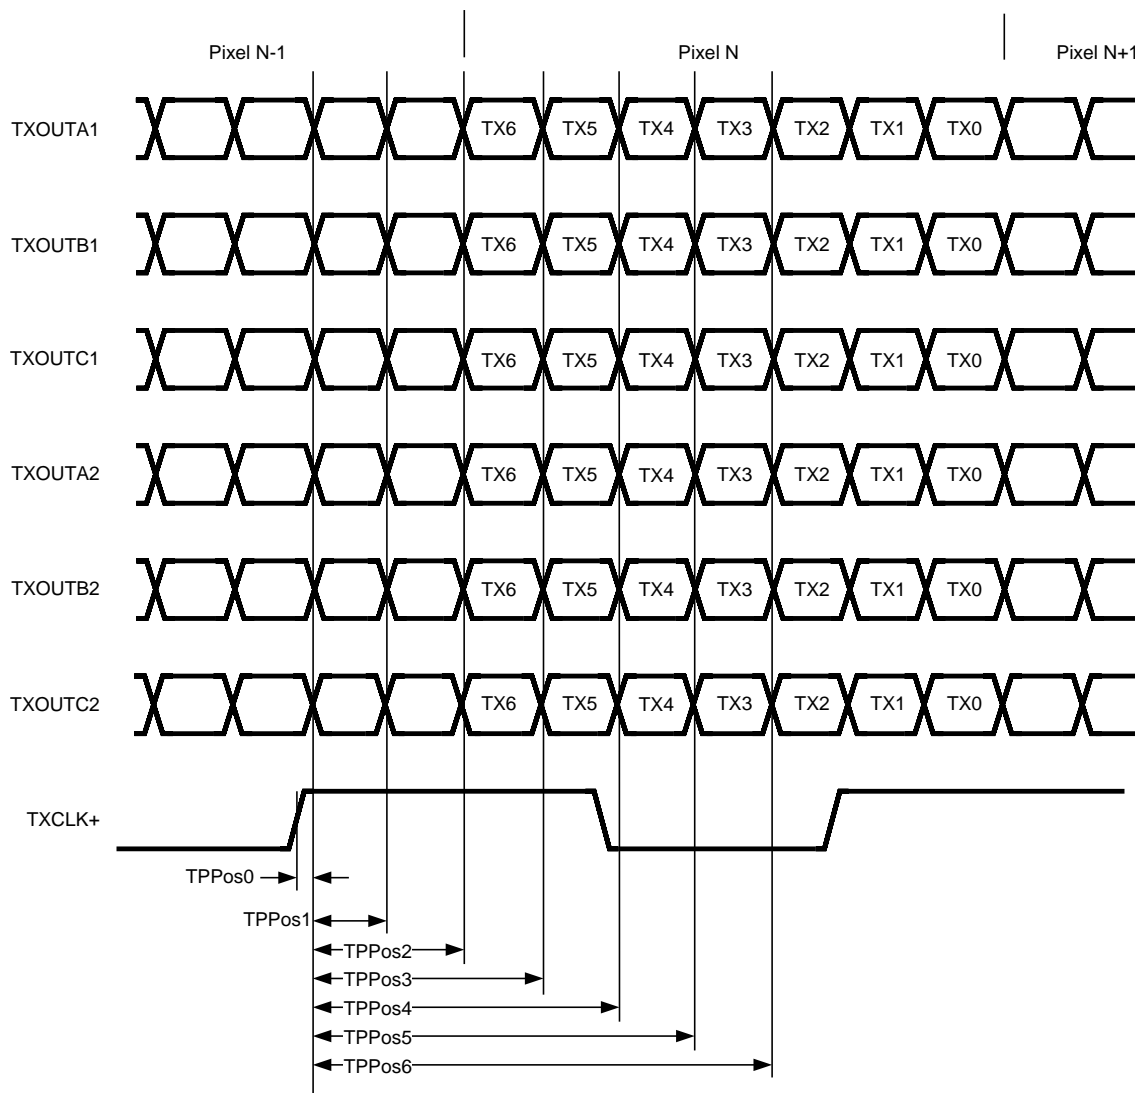 Pixel N-1 Pixel N Pixel N+1
TXOUTA1 TX6 TX5 TX4 TX3 TX2 TX1 TX0
TXOUTB1 TX6 TX5 TX4 TX3 TX2 TX1 TX0
TXOUTC1 TX6 TX5 TX4 TX3 TX2 TX1 TX0
TXOUTA2 TX6 TX5 TX4 TX3 TX2 TX1 TX0
TXOUTB2 TX6 TX5 TX4 TX3 TX2 TX1 TX0
TXOUTC2 TX6 TX5 TX4 TX3 TX2 TX1 TX0
TXCLK+
TPPos0
TPPos1
TPPos2
TPPos3
TPPos4
TPPos5
TPPos6